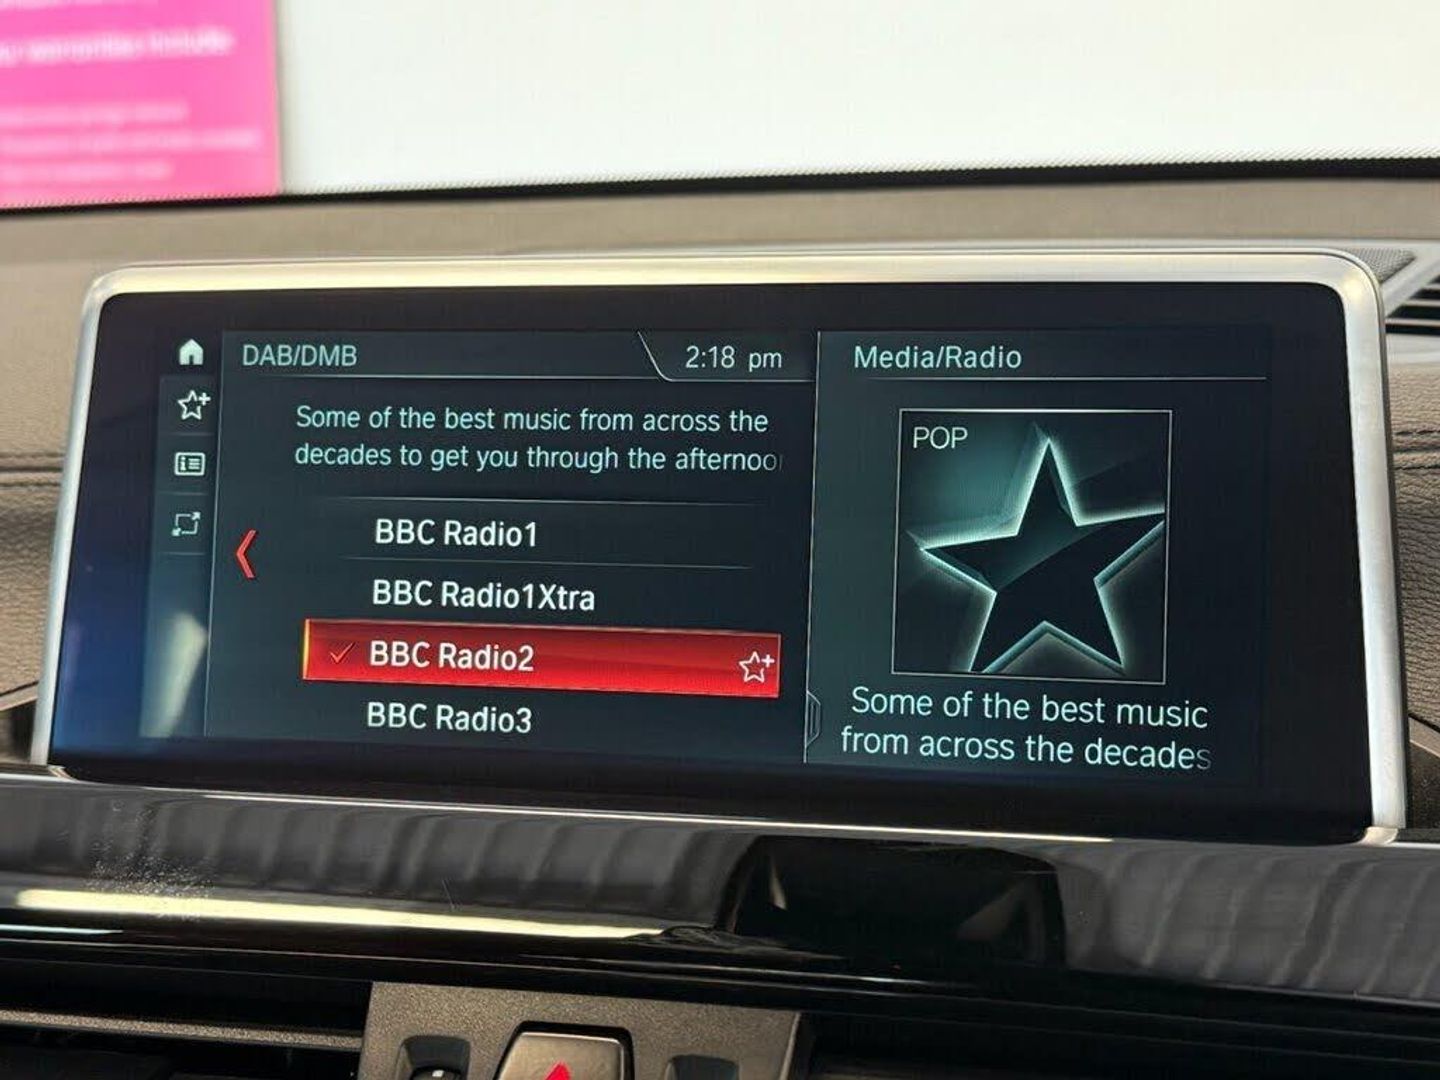 DAB/DMB
2:18 pm
Some of the best music from across the
decades to get you through the afternoo
BBC Radio1
BBC Radio1Xtra
BBC Radio2
BBC Radio3
Media/Radio
POP
Some of the best music
from across the decades